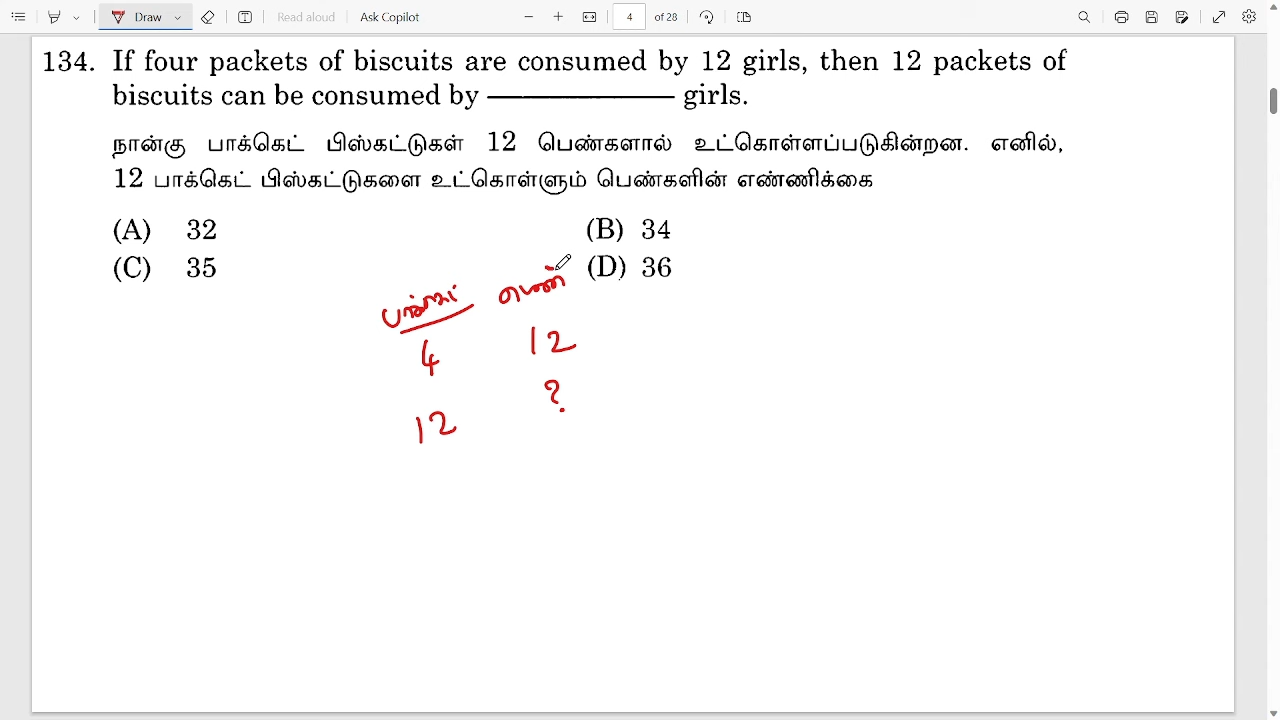 Draw
Read aloud
Ask Copilot
4
of 28
134. If four packets of biscuits are consumed by 12 girls, then 12 packets of
biscuits can be consumed by ———— girls.
நான்கு பாக்கெட் பிஸ்கட்டுகள் 12 பெண்களால் உட்கொள்ளப்படுகின்றன. எனில்,
12 பாக்கெட் பிஸ்கட்டுகளை உட்கொள்ளும் பெண்களின் எண்ணிக்கை
(A) 32 (B) 34
(C) 35 (D) 36
பெண்
4 12
12 ?